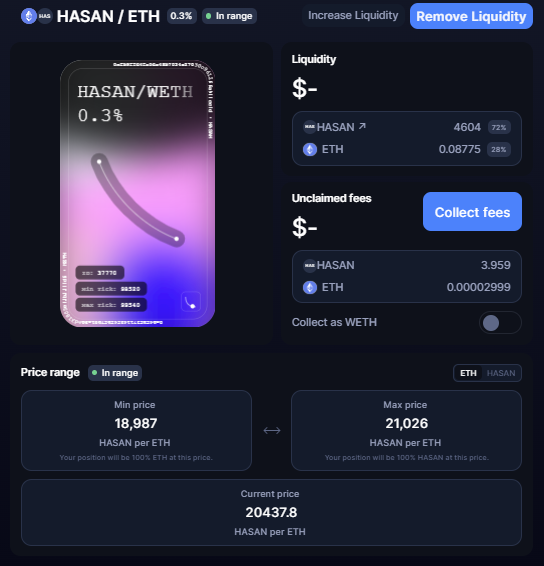 HASAN / ETH
0.3%
In range
Increase Liquidity
Remove Liquidity
HASAN/WETH
0.3%
min tick: 98520
max tick: 99540
Liquidity
$-
HASAN ↗ 4604 72%
ETH 0.08775 28%
Unclaimed fees
$-
Collect fees
HASAN 3.959
ETH 0.00002999
Collect as WETH
Price range
In range
ETH HASAN
Min price
18,987
HASAN per ETH
Your position will be 100% ETH at this price.
Max price
21,026
HASAN per ETH
Your position will be 100% HASAN at this price.
Current price
20437.8
HASAN per ETH